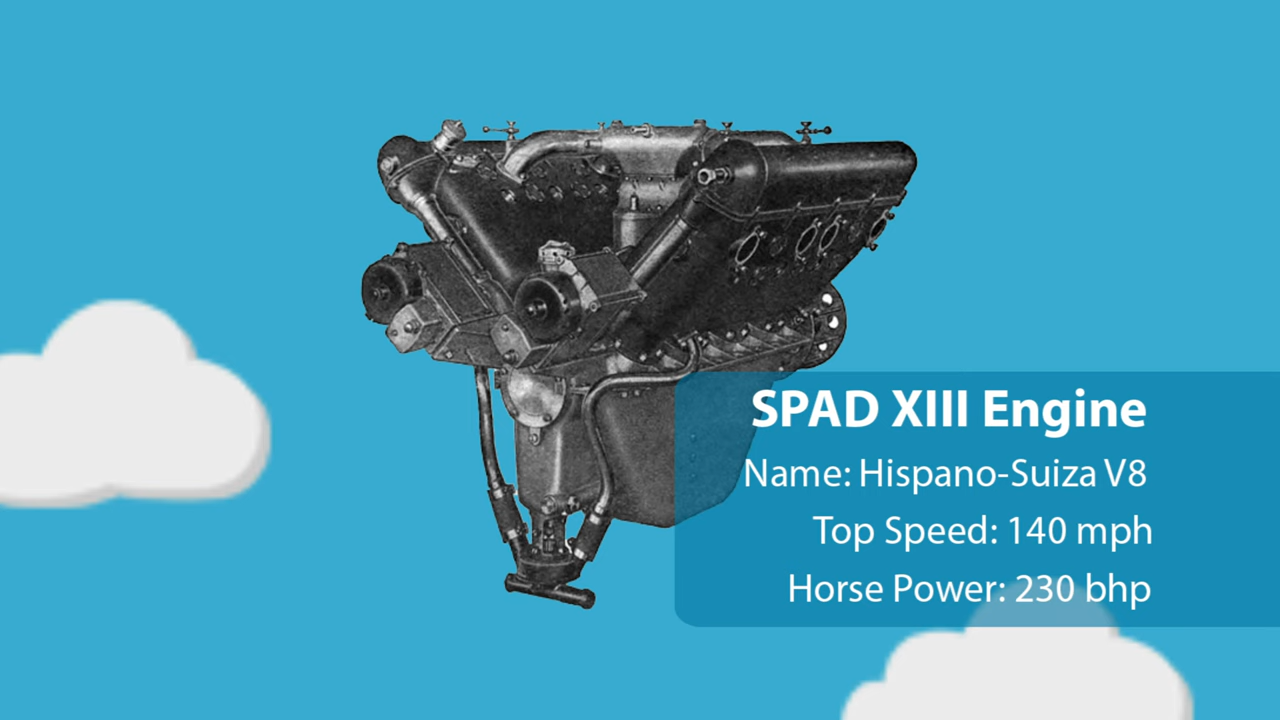 SPAD XIII Engine
Name: Hispano-Suiza V8
Top Speed: 140 mph
Horse Power: 230 bhp